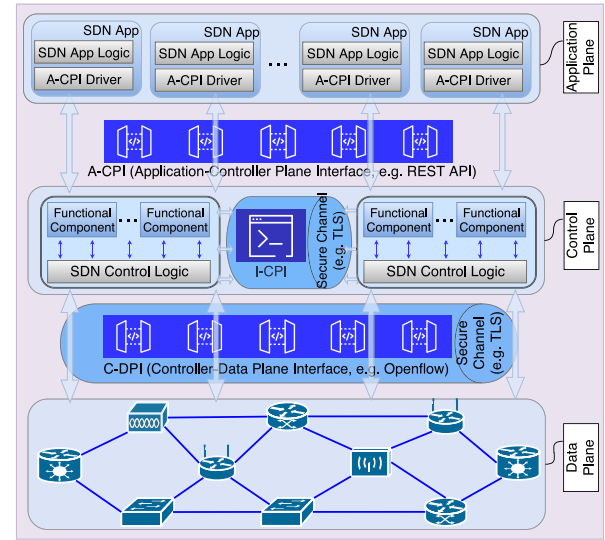 SDN App
SDN App Logic
A-CPI Driver
SDN App
SDN App Logic
A-CPI Driver
...
SDN App
SDN App Logic
A-CPI Driver
SDN App
SDN App Logic
A-CPI Driver
Application
Plane
A-CPI (Application-Controller Plane Interface, e.g. REST API)
Functional
Component
...
Functional
Component
SDN Control Logic
I-CPI
Secure Channel
(e.g. TLS)
Functional
Component
...
Functional
Component
SDN Control Logic
Control
Plane
C-DPI (Controller-Data Plane Interface, e.g. Openflow)
Secure
Channel
(e.g. TLS)
Data
Plane